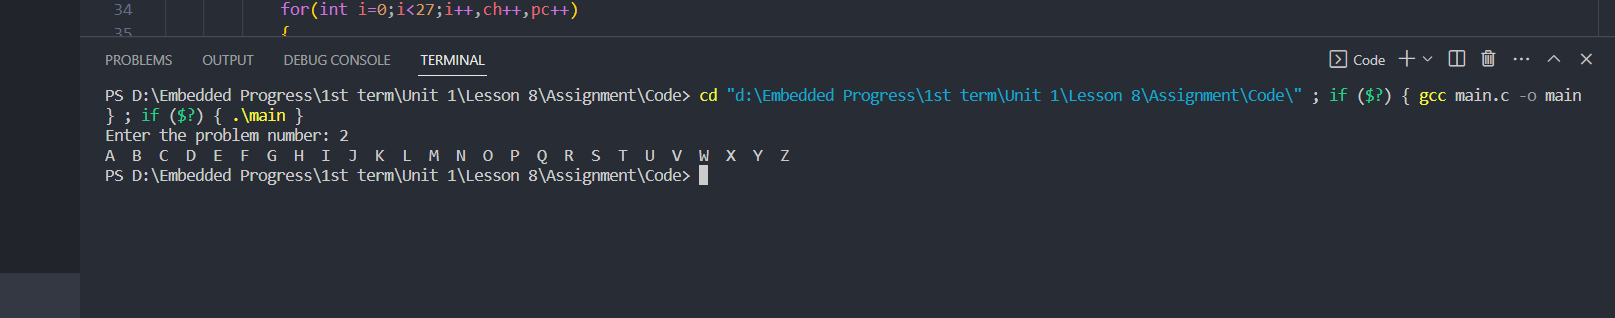 34 for(int i=0;i<27;i++,ch++,pc++)
35 {
PROBLEMS OUTPUT DEBUG CONSOLE TERMINAL Code
PS D:\Embedded Progress\1st term\Unit 1\Lesson 8\Assignment\Code> cd "d:\Embedded Progress\1st term\Unit 1\Lesson 8\Assignment\Code\" ; if ($?) { gcc main.c -o main
} ; if ($?) { .\main }
Enter the problem number: 2
A B C D E F G H I J K L M N O P Q R S T U V W X Y Z
PS D:\Embedded Progress\1st term\Unit 1\Lesson 8\Assignment\Code>